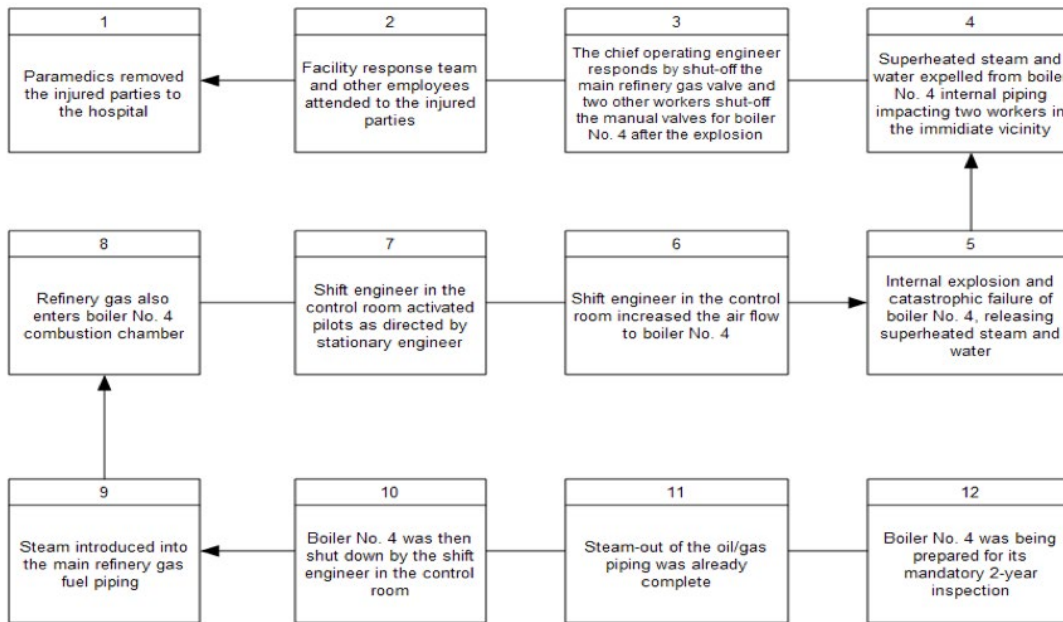 1
Paramedics removed
the injured parties to
the hospital
2
Facility response team
and other employees
attended to the injured
parties
3
The chief operating engineer
responds by shut-off the
main refinery gas valve and
two other workers shut-off
the manual valves for boiler
No. 4 after the explosion
4
Superheated steam and
water expelled from boiler
No. 4 internal piping
impacting two workers in
the immidiate vicinity
8
Refinery gas also
enters boiler No. 4
combustion chamber
7
Shift engineer in the
control room activated
pilots as directed by
stationary engineer
6
Shift engineer in the control
room increased the air flow
to boiler No. 4
5
Internal explosion and
catastrophic failure of
boiler No. 4, releasing
superheated steam and
water
9
Steam introduced into
the main refinery gas
fuel piping
10
Boiler No. 4 was then
shut down by the shift
engineer in the control
room
11
Steam-out of the oil/gas
piping was already
complete
12
Boiler No. 4 was being
prepared for its
mandatory 2-year
inspection